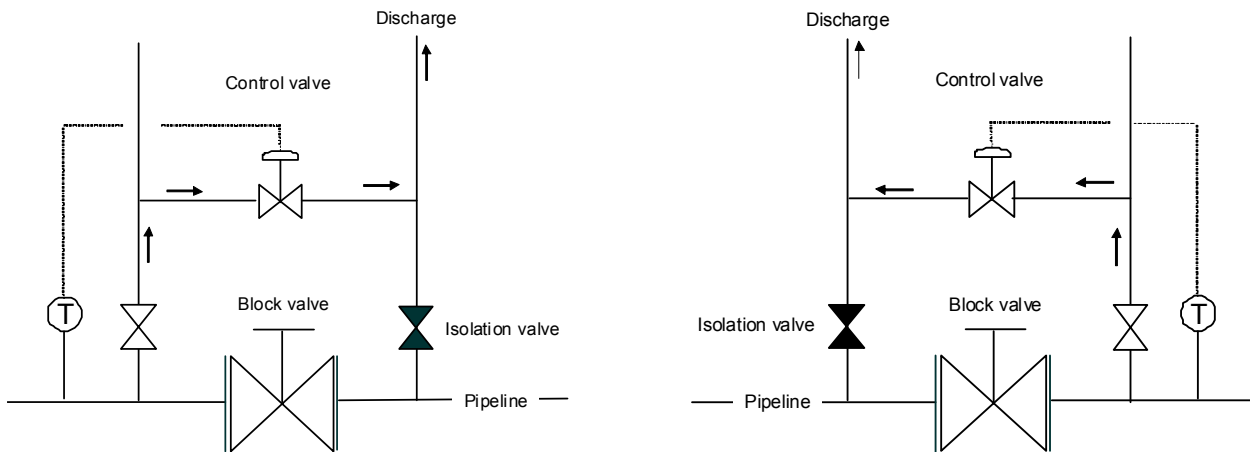 Discharge
Control valve
T
Block valve
Isolation valve
Pipeline
Discharge
Control valve
Isolation valve
Block valve
T
Pipeline